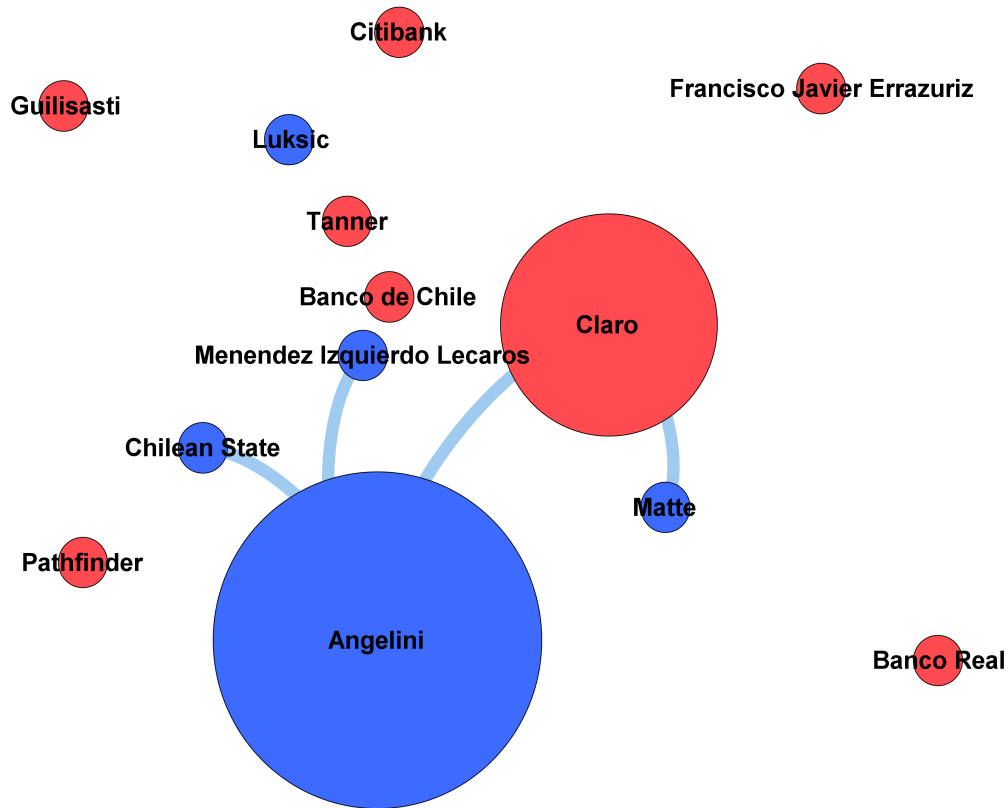 Citibank
Francisco Javier Errazuriz
Guilisasti
Luksic
Tanner
Banco de Chile
Claro
Menendez Izquierdo Lecaros
Chilean State
Matte
Pathfinder
Angelini
Banco Real